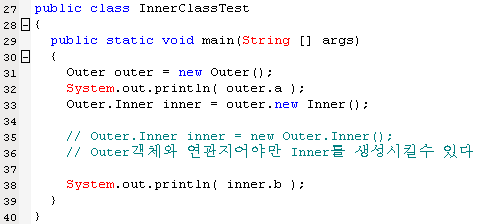 27 public class InnerClassTest
28 {
29 public static void main(String [] args)
30 {
31 Outer outer = new Outer();
32 System.out.println( outer.a );
33 Outer.Inner inner = outer.new Inner();
34
35 // Outer.Inner inner = new Outer.Inner();
36 // Outer객체와 연관지어야만 Inner를 생성시킬수 있다
37
38 System.out.println( inner.b );
39 }
40 }